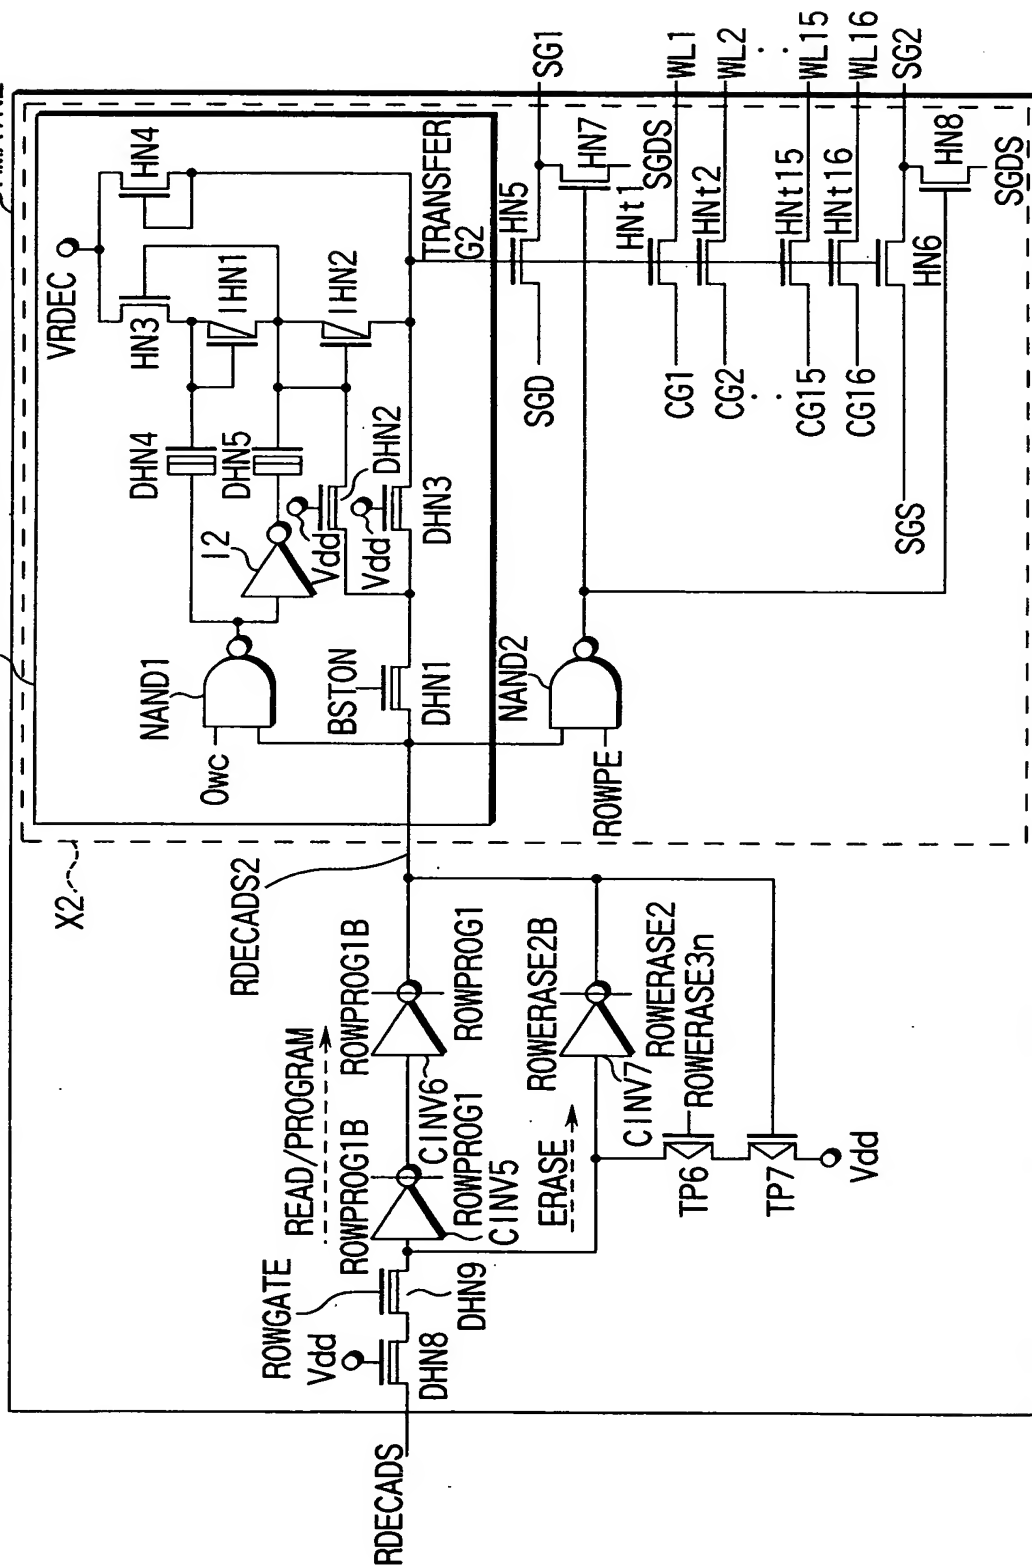 RDECADS
Vdd
ROWGATE
DHN8
DHN9
READ/PROGRAM
ROWPROG1B
ROWPROG1
CINV5
ROWPROG1B
CINV6
ROWPROG1
ERASE
ROWERASE2B
CINV7
ROWERASE2
ROWERASE3n
TP6
TP7
Vdd
RDECADS2
X2
NAND1
Owc
I2
DHN4
DHN5
Vdd
DHN2
Vdd
DHN3
BSTON
DHN1
VRDEC
HN3
HN4
IHN1
IHN2
TRANSFER
G2
NAND2
ROWPE
SGD
HN5
SG1
HN7
SGDS
CG1
HNt1
WL1
CG2
HNt2
WL2
CG15
HNt15
WL15
CG16
HNt16
WL16
SGS
HN6
SG2
HN8
SGDS